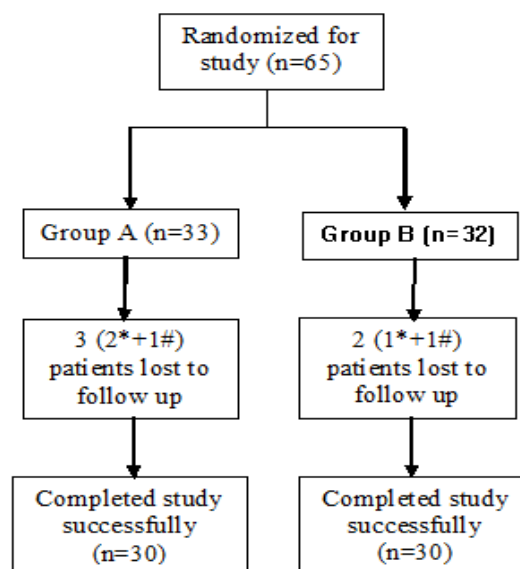 Randomized for
study (n=65)
Group A (n=33)
Group B (n=32)
3 (2*+1#)
patients lost to
follow up
2 (1*+1#)
patients lost to
follow up
Completed study
successfully
(n=30)
Completed study
successfully
(n=30)